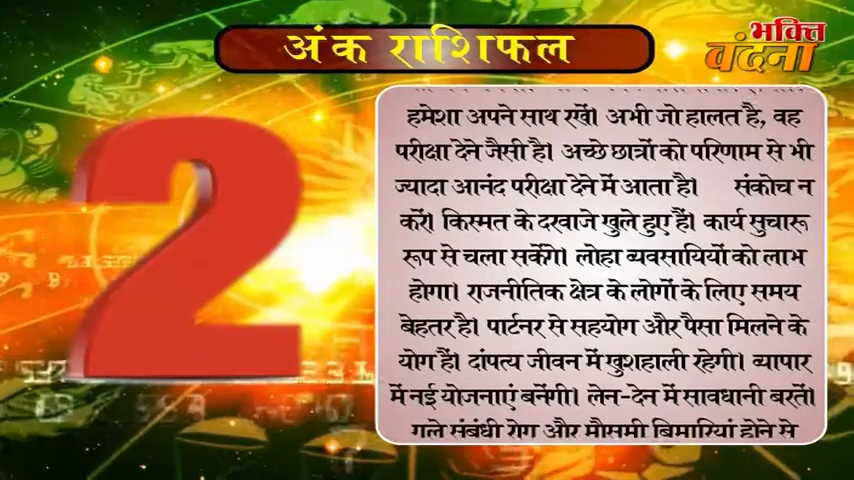 अंक राशिफल
भक्ति
वंदना
2
हमेशा अपने साथ रखें। अभी जो हालत है, वह
परीक्षा देने जैसी है। अच्छे छात्रों को परिणाम से भी
ज्यादा आनंद परीक्षा देने में आता है। संकोच न
करें। किस्मत के दरवाजे खुले हुए हैं। कार्य सुचारू
रूप से चला सकेंगे। लोहा व्यवसायियों को लाभ
होगा। राजनीतिक क्षेत्र के लोगों के लिए समय
बेहतर है। पार्टनर से सहयोग और पैसा मिलने के
योग हैं। दांपत्य जीवन में खुशहाली रहेगी। व्यापार
में नई योजनाएं बनेंगी। लेन-देन में सावधानी बरतें।
गले संबंधी रोग और मौसमी बिमारियां होने से